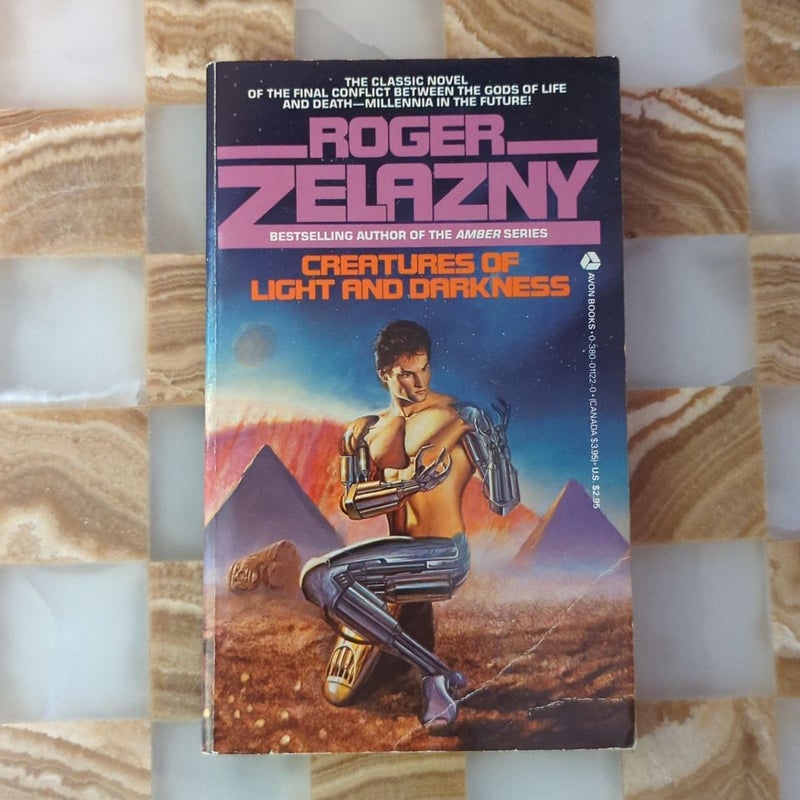 THE CLASSIC NOVEL
OF THE FINAL CONFLICT BETWEEN THE GODS OF LIFE
AND DEATH—MILLENNIA IN THE FUTURE!
ROGER
ZELAZNY
BESTSELLING AUTHOR OF THE AMBER SERIES
CREATURES OF
LIGHT AND DARKNESS
AVON BOOKS • 0-380-01122-0 • (CANADA $3.95) • U.S. $2.95